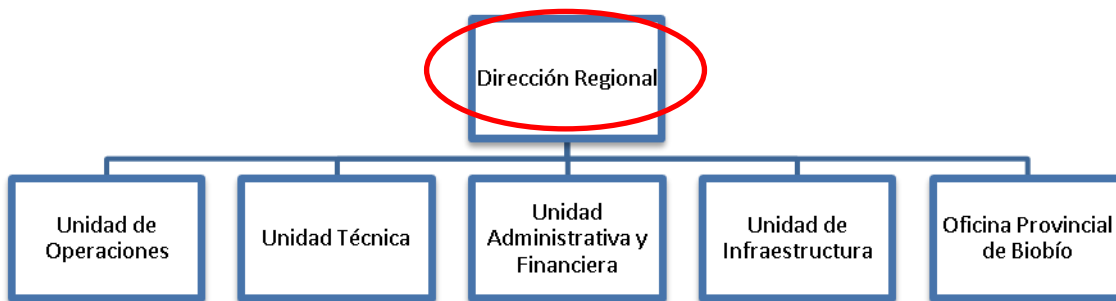 Dirección Regional
Unidad de
Operaciones
Unidad Técnica
Unidad
Administrativa y
Financiera
Unidad de
Infraestructura
Oficina Provincial
de Biobío